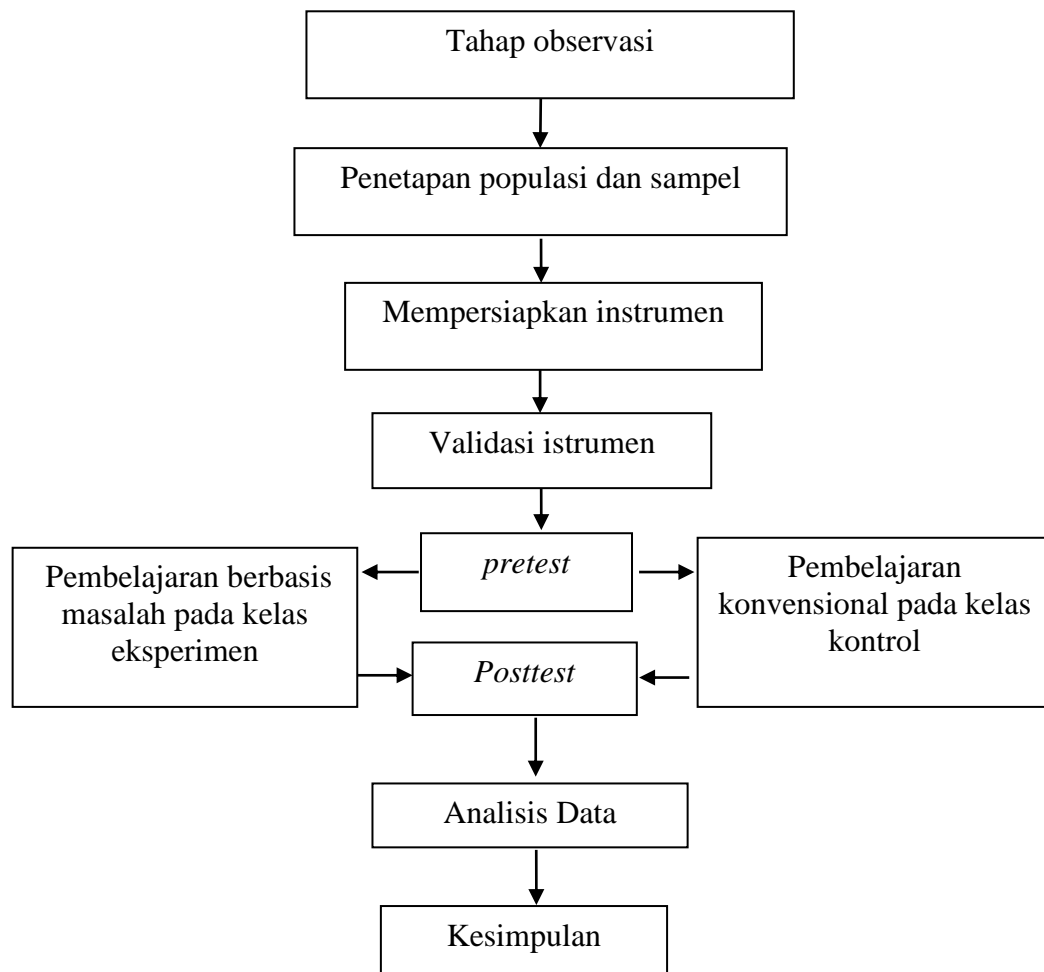 Tahap observasi
Penetapan populasi dan sampel
Mempersiapkan instrumen
Validasi istrumen
pretest
Pembelajaran berbasis
masalah pada kelas
eksperimen
Pembelajaran
konvensional pada kelas
kontrol
Posttest
Analisis Data
Kesimpulan